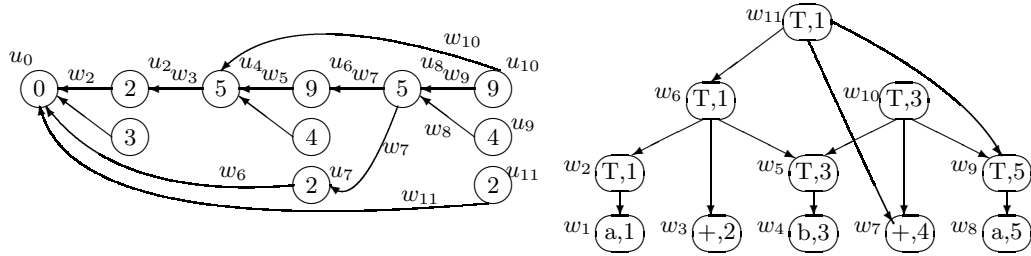 w11 T,1
w10
u0 u2 u4 u6 u8 u10
w2 w3 w5 w7 w9
0 2 5 9 5 9
w6 T,1 w10 T,3
3 4 w8 4 u9
w7
w6 2 u7 2 u11
w11
w2 T,1 w5 T,3 w9 T,5
w1 a,1 w3 +,2 w4 b,3 w7 +,4 w8 a,5